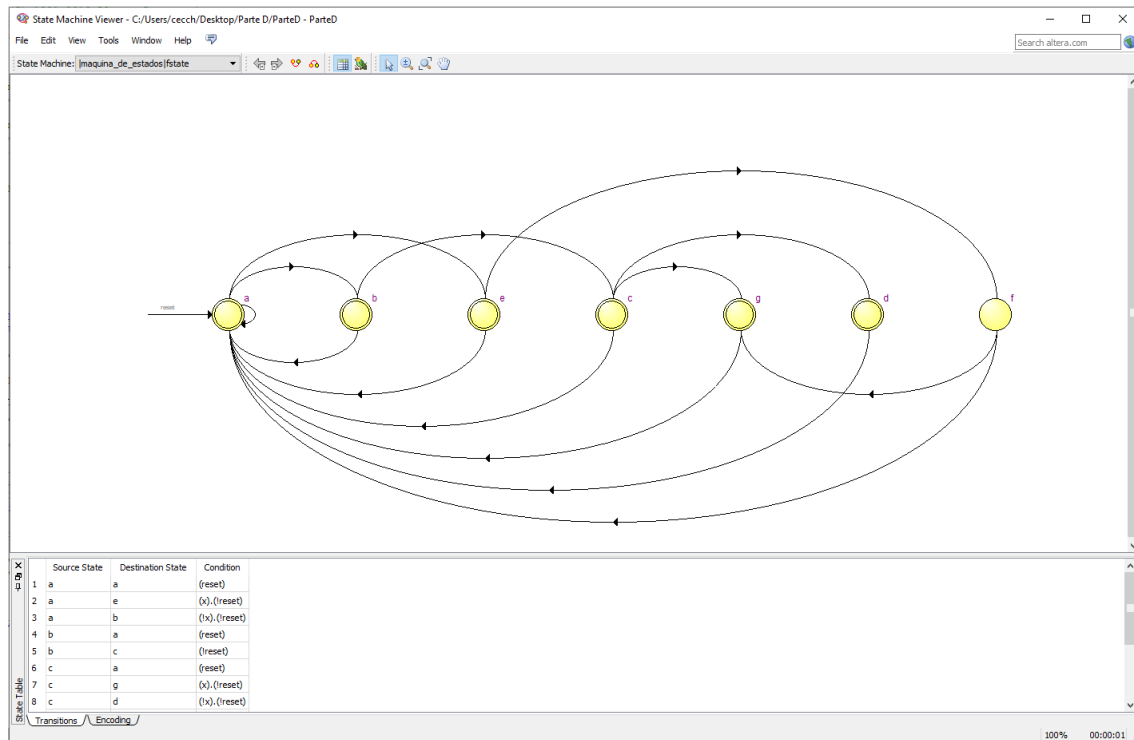 State Machine Viewer - C:/Users/cecch/Desktop/Parte D/ParteD - ParteD
File Edit View Tools Window Help
Search altera.com
State Machine: |maquina_de_estados|fstate
a b e c g d f
reset
Source State Destination State Condition
1 a a (reset)
2 a e (x).(!reset)
3 a b (!x).(!reset)
4 b a (reset)
5 b c (!reset)
6 c a (reset)
7 c g (x).(!reset)
8 c d (!x).(!reset)
State Table
Transitions Encoding
100% 00:00:01